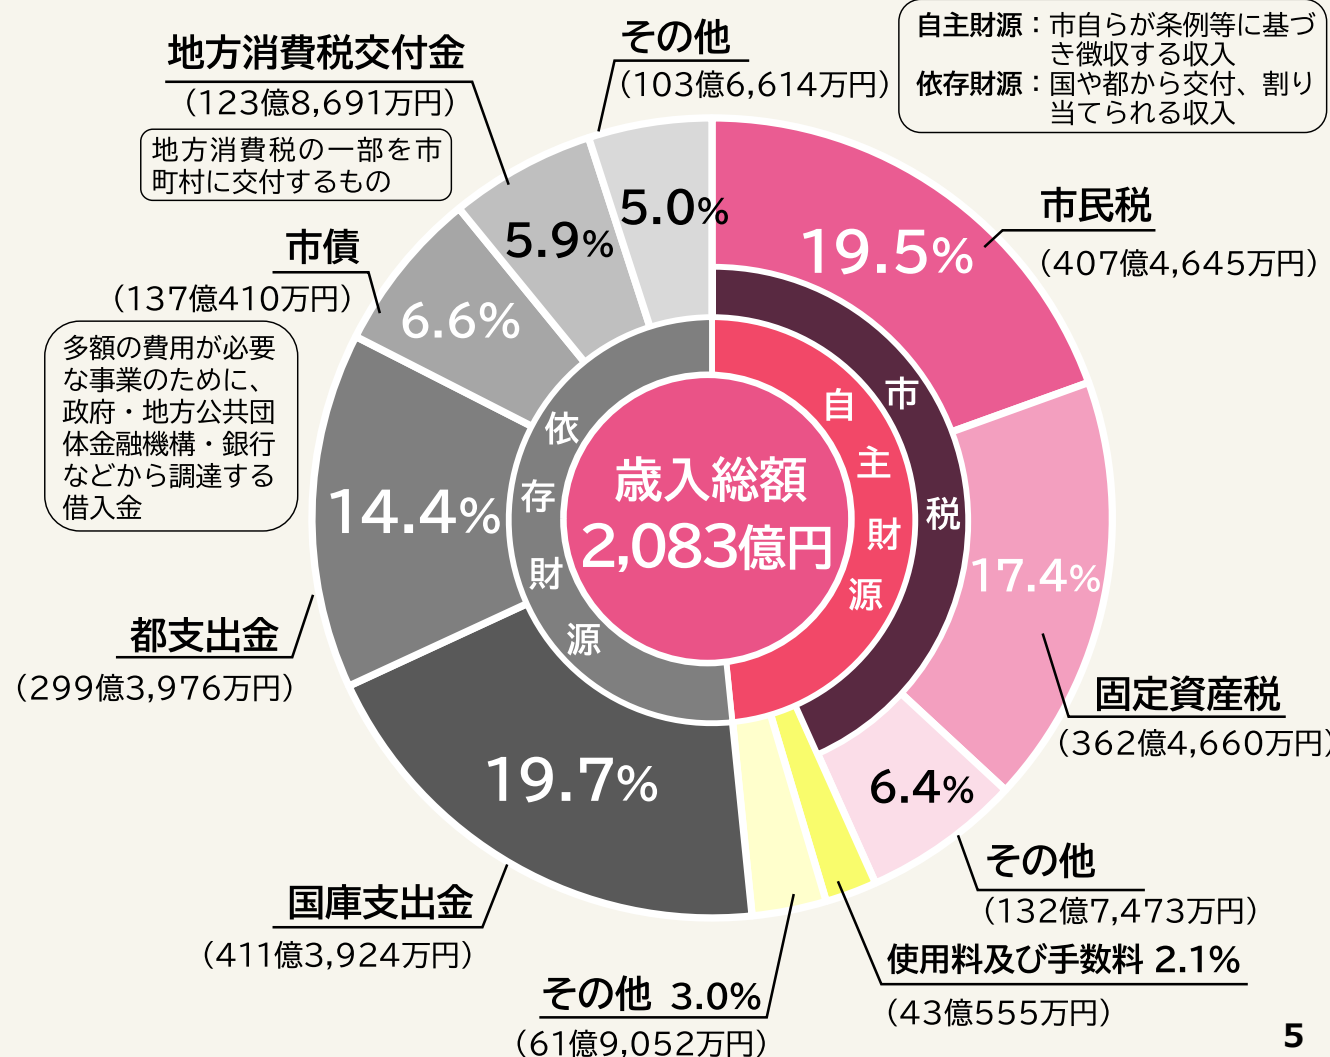 自主財源：市自らが条例等に基づ
き徴収する収入
依存財源：国や都から交付、割り
当てられる収入
その他
（103億6,614万円）
地方消費税交付金
（123億8,691万円）
地方消費税の一部を市
町村に交付するもの
市債
（137億410万円）
多額の費用が必要
な事業のために、
政府・地方公共団
体金融機構・銀行
などから調達する
借入金
5.0%
5.9%
6.6%
14.4%
19.7%
19.5%
17.4%
6.4%
市民税
（407億4,645万円）
市税
自主財源
依存財源
歳入総額
2,083億円
都支出金
（299億3,976万円）
固定資産税
（362億4,660万円）
国庫支出金
（411億3,924万円）
その他
（132億7,473万円）
使用料及び手数料 2.1%
（43億555万円）
その他 3.0%
（61億9,052万円）
5